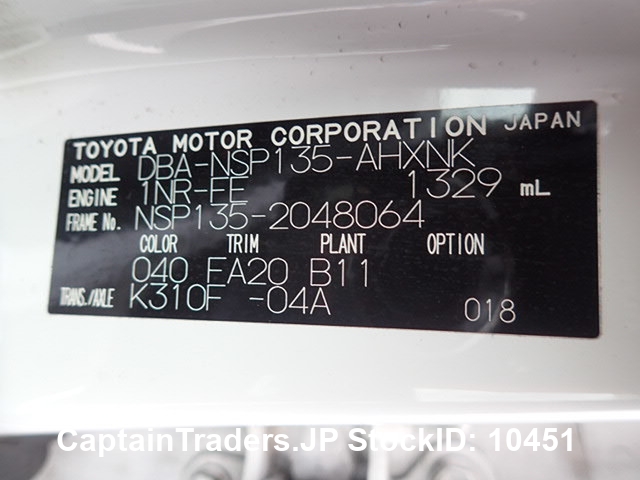 TOYOTA MOTOR CORPORATION JAPAN
MODEL DBA-NSP135-AHXNK
ENGINE 1NR-EE 1329 mL
FRAME No. NSP135-2048064
COLOR TRIM PLANT OPTION
040 FA20 B11
TRANS./AXLE K310F -04A 018
CaptainTraders.JP StockID: 10451